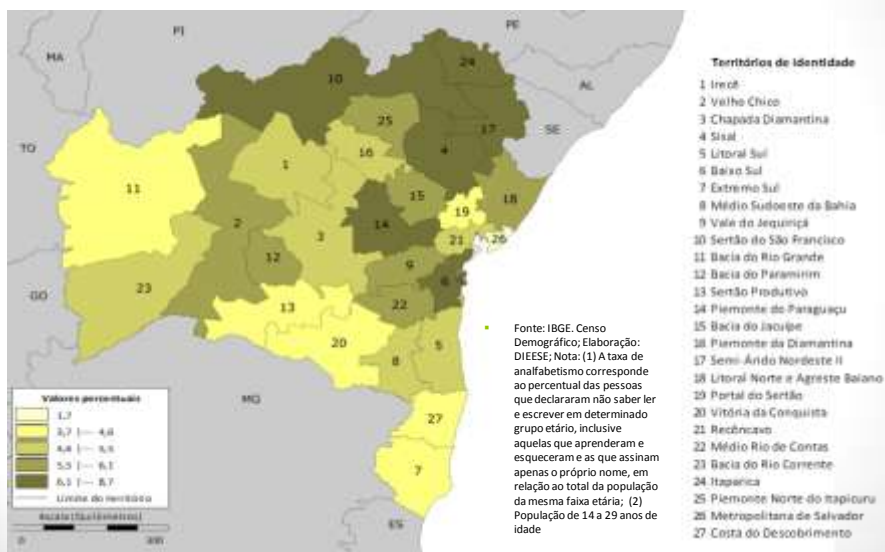 PI
PE
MA
AL
SE
TO
GO
MG
ES
10
24
25
17
4
16
1
11
15
18
19
14
2
3
21
26
12
9
6
23
22
13
20
5
8
27
7
Valores percentuais
1,7
3,7 |--- 4,6
5,5 |--- 6,1
6,1 |--- 8,7
Limite do território
Escala (Quilômetros)
0
Fonte: IBGE. Censo
Demográfico; Elaboração:
DIEESE; Nota: (1) A taxa de
analfabetismo corresponde
ao percentual das pessoas
que declararam não saber ler
e escrever em determinado
grupo etário, inclusive
aquelas que aprenderam e
esqueceram e as que assinam
apenas o próprio nome, em
relação ao total da população
da mesma faixa etária; (2)
População de 14 a 29 anos de
idade
Territórios de Identidade
1 Irecê
2 Velho Chico
3 Chapada Diamantina
4 Sisal
5 Litoral Sul
6 Baixo Sul
7 Extremo Sul
8 Médio Sudoeste da Bahia
9 Vale do Jequiriçá
10 Sertão do São Francisco
11 Bacia do Rio Grande
12 Bacia do Paramirim
13 Sertão Produtivo
14 Piemonte do Paraguaçu
15 Bacia do Jacuípe
16 Piemonte da Diamantina
17 Semi-Árido Nordeste II
18 Litoral Norte e Agreste Baiano
19 Portal do Sertão
20 Vitória da Conquista
21 Recôncavo
22 Médio Rio de Contas
23 Bacia do Rio Corrente
24 Itaparica
25 Piemonte Norte do Itapicuru
26 Metropolitana de Salvador
27 Costa do Descobrimento